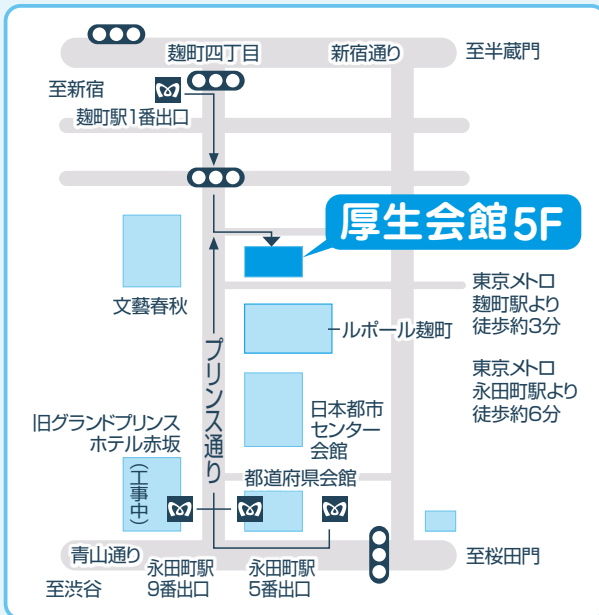 麹町四丁目
新宿通り
至半蔵門
至新宿
麹町駅1番出口
厚生会館5F
文藝春秋
東京メトロ
麹町駅より
徒歩約3分
ルポール麹町
プリンス通り
東京メトロ
永田町駅より
徒歩約6分
日本都市
センター
会館
旧グランドプリンス
ホテル赤坂
(工事中)
都道府県会館
青山通り
至渋谷
永田町駅
9番出口
永田町駅
5番出口
至桜田門